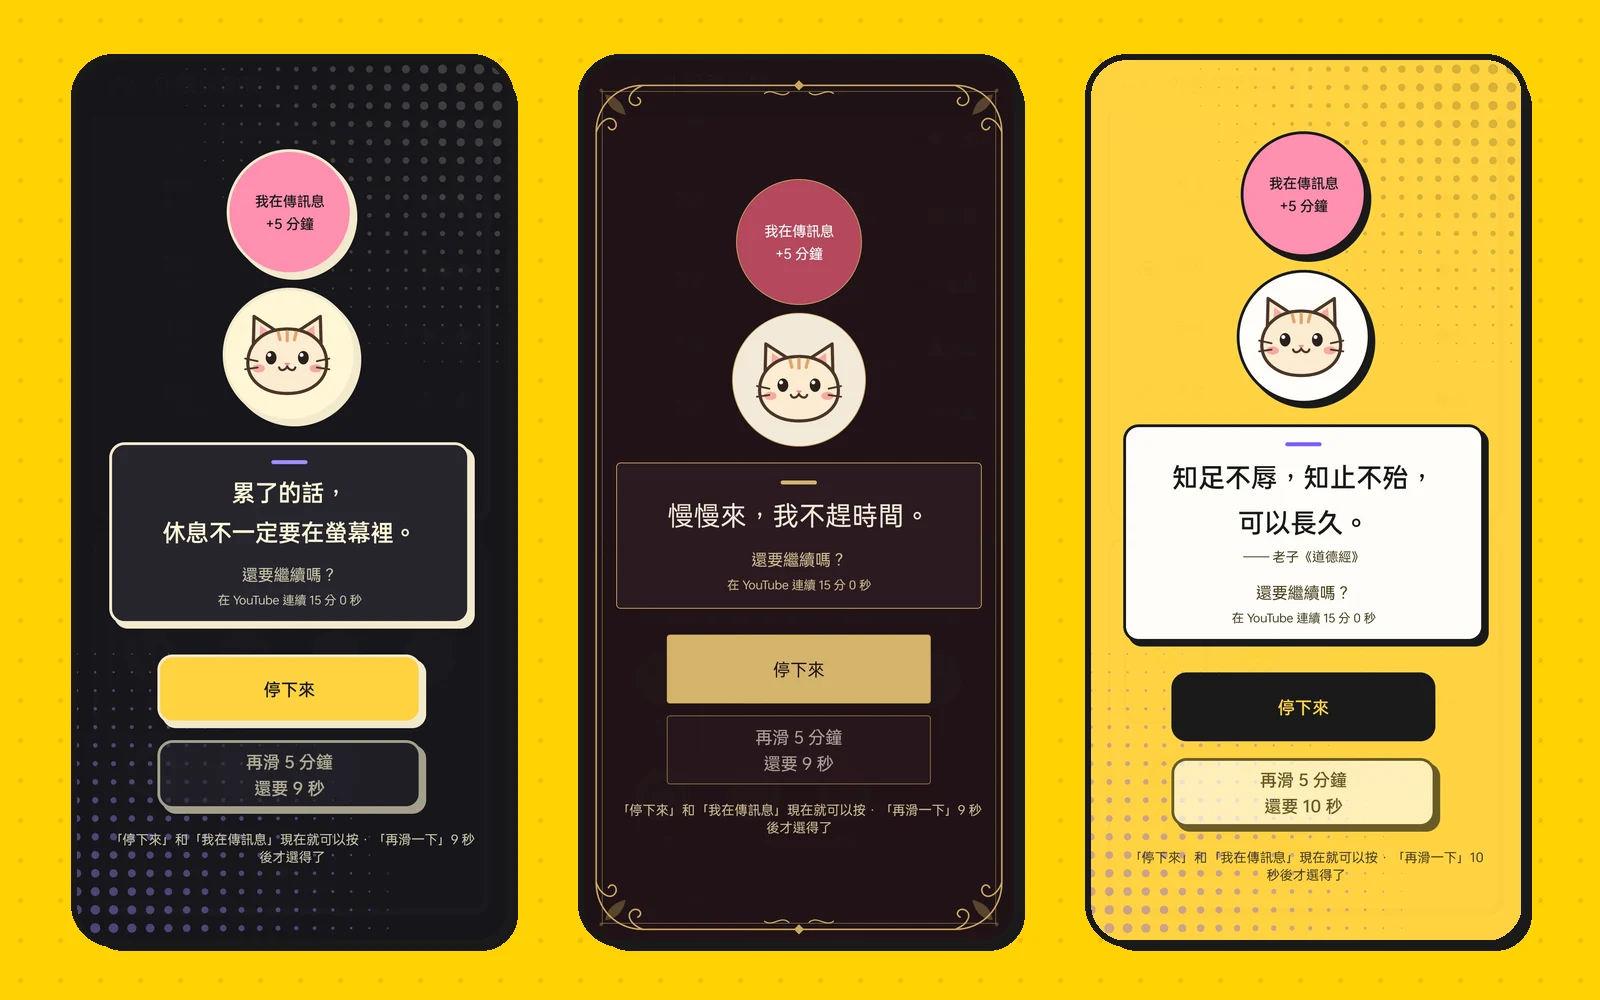 我在傳訊息
+5 分鐘
累了的話，
休息不一定要在螢幕裡。
還要繼續嗎？
在 YouTube 連續 15 分 0 秒
停下來
再滑 5 分鐘
還要 9 秒
「停下來」和「我在傳訊息」現在就可以按 · 「再滑一下」9 秒
後才選得了
我在傳訊息
+5 分鐘
慢慢來，我不趕時間。
還要繼續嗎？
在 YouTube 連續 15 分 0 秒
停下來
再滑 5 分鐘
還要 9 秒
「停下來」和「我在傳訊息」現在就可以按 · 「再滑一下」9 秒
後才選得了
我在傳訊息
+5 分鐘
知足不辱，知止不殆，
可以長久。
—— 老子《道德經》
還要繼續嗎？
在 YouTube 連續 15 分 0 秒
停下來
再滑 5 分鐘
還要 10 秒
「停下來」和「我在傳訊息」現在就可以按 · 「再滑一下」10
秒後才選得了